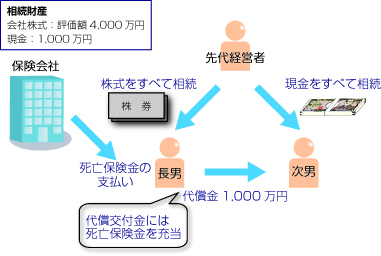 相続財産
会社株式：評価額 4,000 万円
現金：1,000 万円
先代経営者
保険会社
株式をすべて相続
現金をすべて相続
株 券
死亡保険金の
支払い
長男
次男
代償金 1,000 万円
代償交付金には
死亡保険金を充当